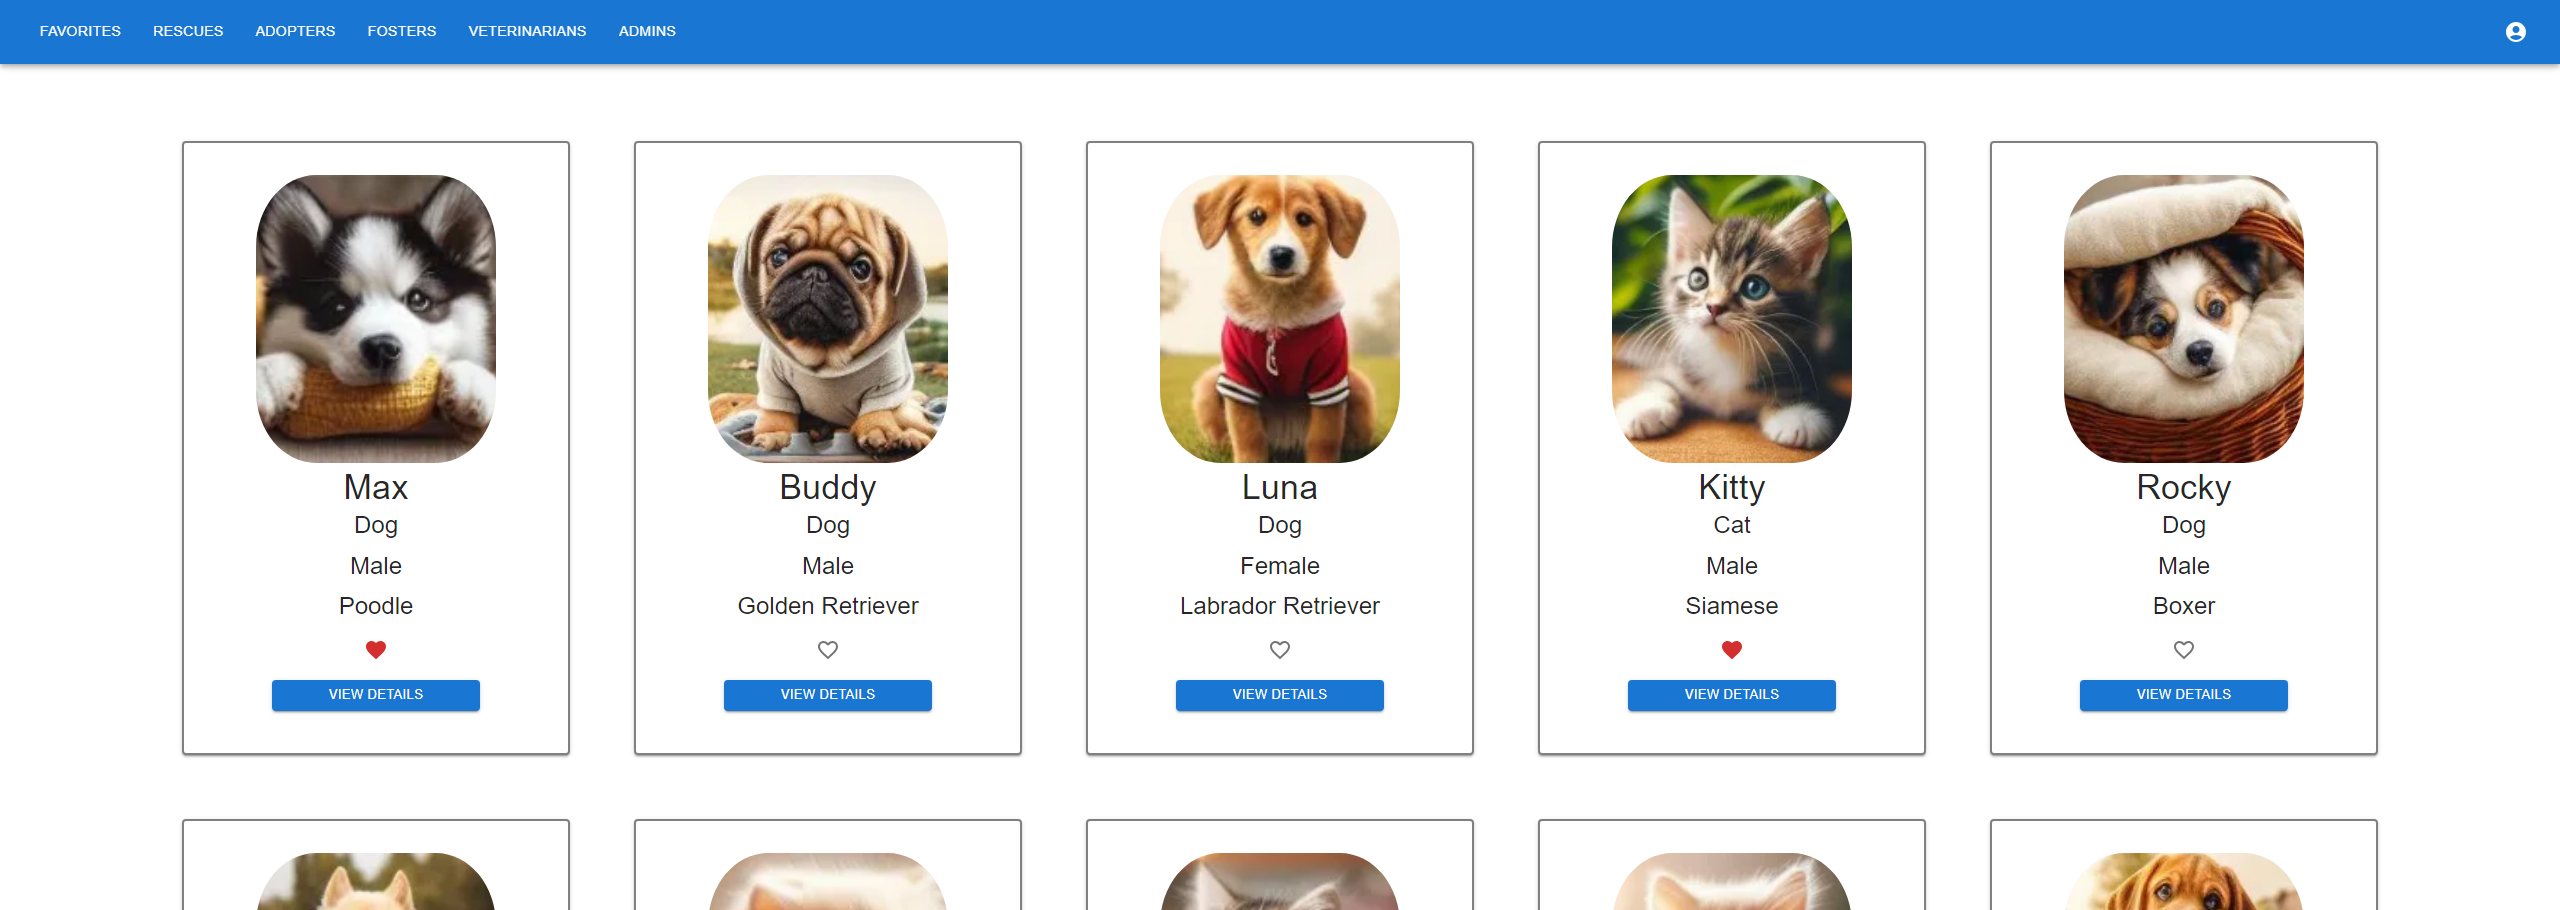 FAVORITES RESCUES ADOPTERS FOSTERS VETERINARIANS ADMINS
Max
Dog
Male
Poodle
VIEW DETAILS
Buddy
Dog
Male
Golden Retriever
VIEW DETAILS
Luna
Dog
Female
Labrador Retriever
VIEW DETAILS
Kitty
Cat
Male
Siamese
VIEW DETAILS
Rocky
Dog
Male
Boxer
VIEW DETAILS